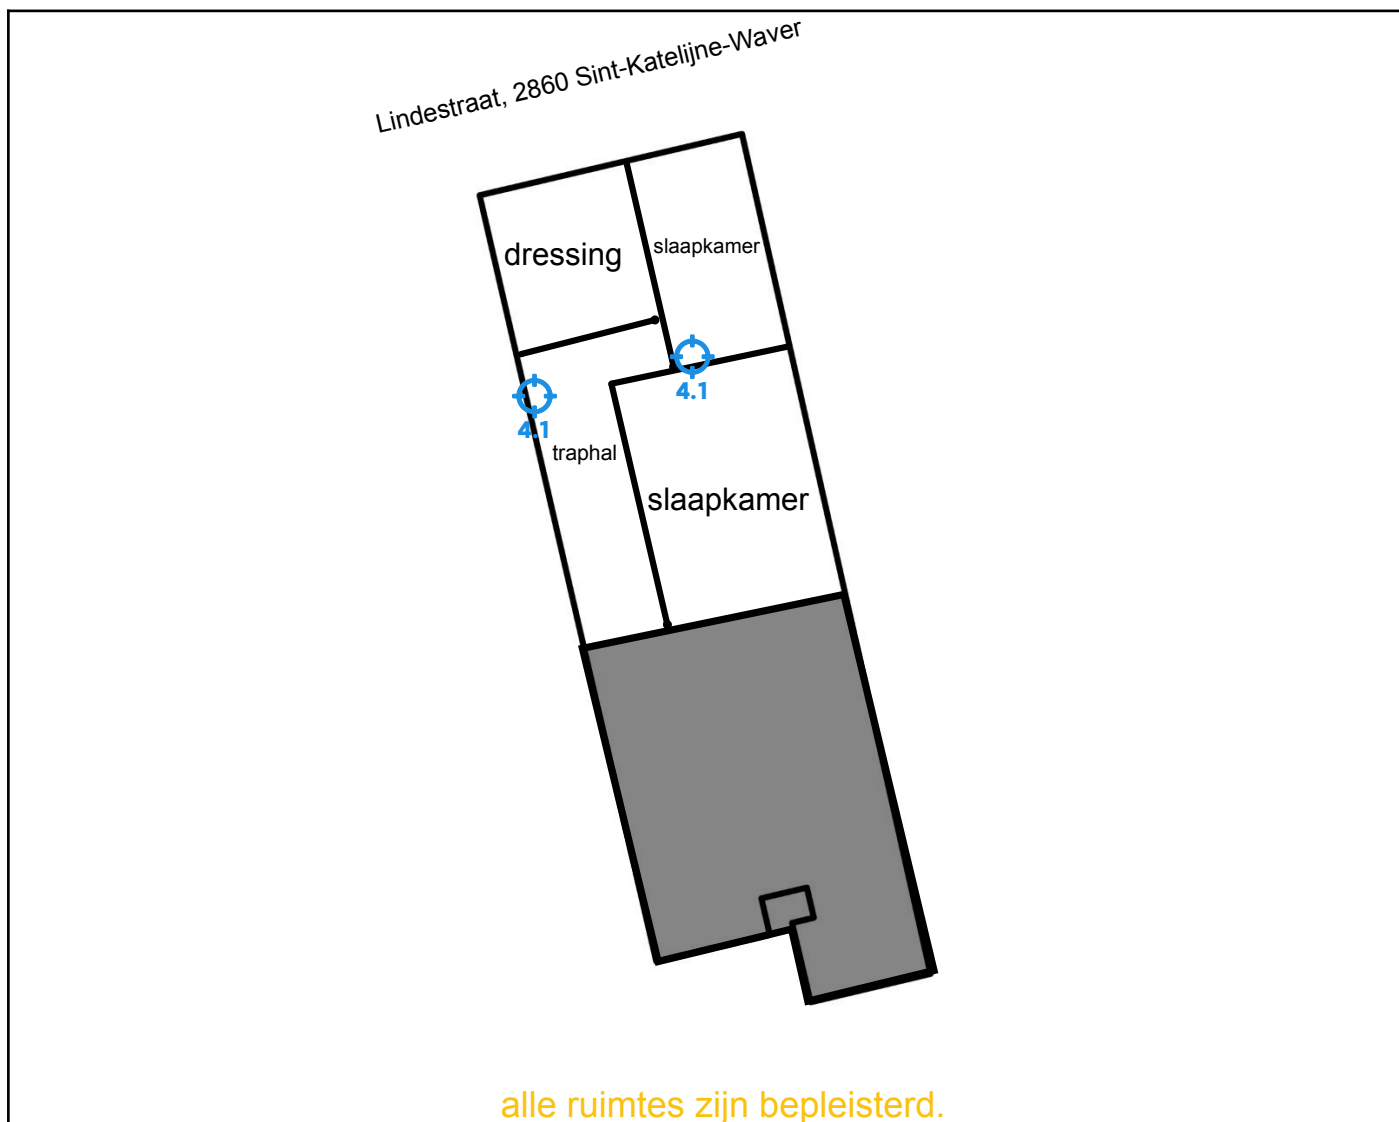 Lindestraat, 2860 Sint-Katelijne-Waver
dressing
slaapkamer
4.1
4.1
traphal
slaapkamer
alle ruimtes zijn bepleisterd.